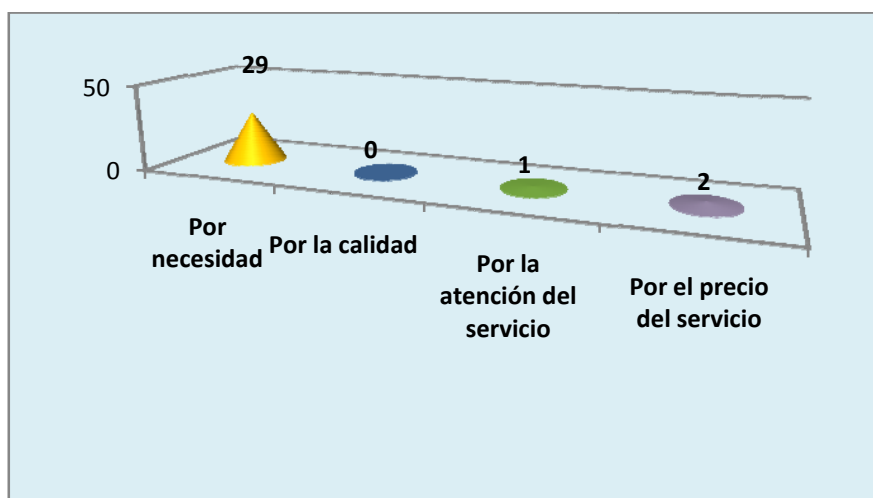 29
50
0
0
1
2
Por
necesidad
Por la calidad
Por la
atención del
servicio
Por el precio
del servicio